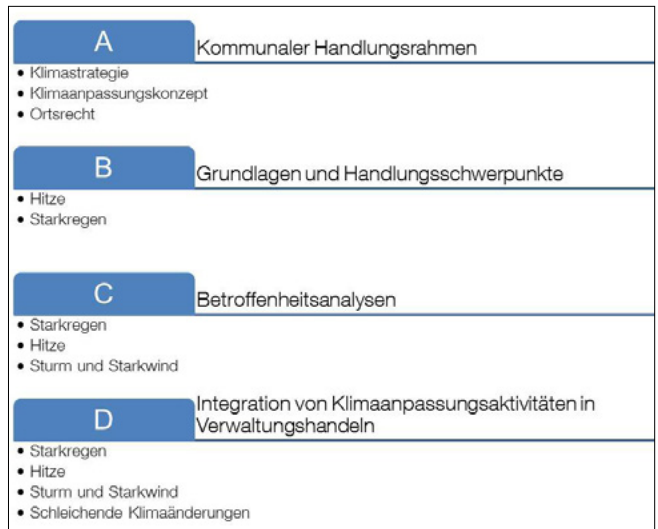 A
Kommunaler Handlungsrahmen
• Klimastrategie
• Klimaanpassungskonzept
• Ortsrecht
B
Grundlagen und Handlungsschwerpunkte
• Hitze
• Starkregen
C
Betroffenheitsanalysen
• Starkregen
• Hitze
• Sturm und Starkwind
D
Integration von Klimaanpassungsaktivitäten in
Verwaltungshandeln
• Starkregen
• Hitze
• Sturm und Starkwind
• Schleichende Klimaänderungen